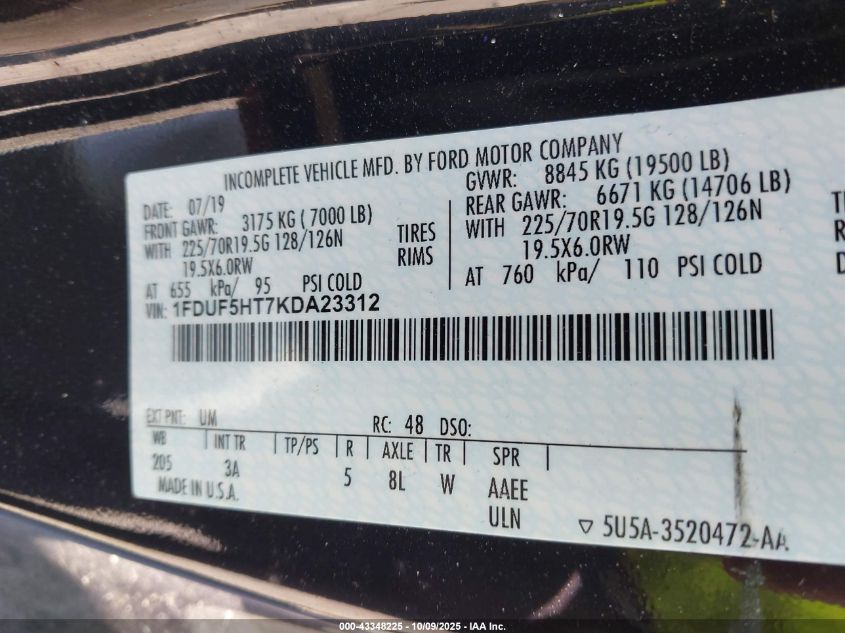 INCOMPLETE VEHICLE MFD. BY FORD MOTOR COMPANY
DATE: 07/19
GVWR: 8845 KG (19500 LB)
FRONT GAWR: 3175 KG ( 7000 LB)
REAR GAWR: 6671 KG (14706 LB)
WITH 225/70R19.5G 128/126N TIRES WITH 225/70R19.5G 128/126N
19.5X6.0RW RIMS 19.5X6.0RW
AT 655 kPa/ 95 PSI COLD AT 760 kPa/ 110 PSI COLD
VIN: 1FDUF5HT7KDA23312
EXT PNT: UM RC: 48 DSO:
WB INT TR TP/PS R AXLE TR SPR
205 3A 5 8L W AAEE
MADE IN U.S.A. ULN
5U5A-3520472-AA
000-43348225 - 10/09/2025 - IAA Inc.